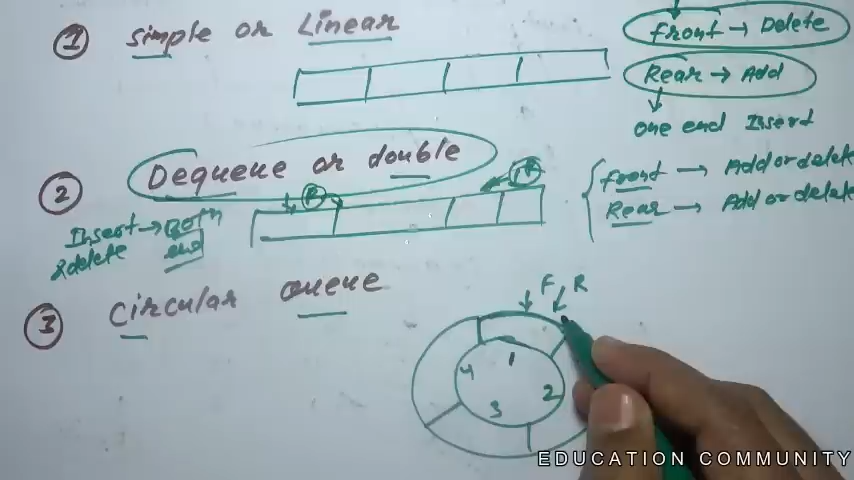 ① simple or Linear
front → Delete
Rear → Add
one end Insert
② Dequeue or double
front → Add or delete
Rear → Add or delete
Insert → Both
& delete end
③ circular queue
F R
1
2
3
4
EDUCATION COMMUNITY